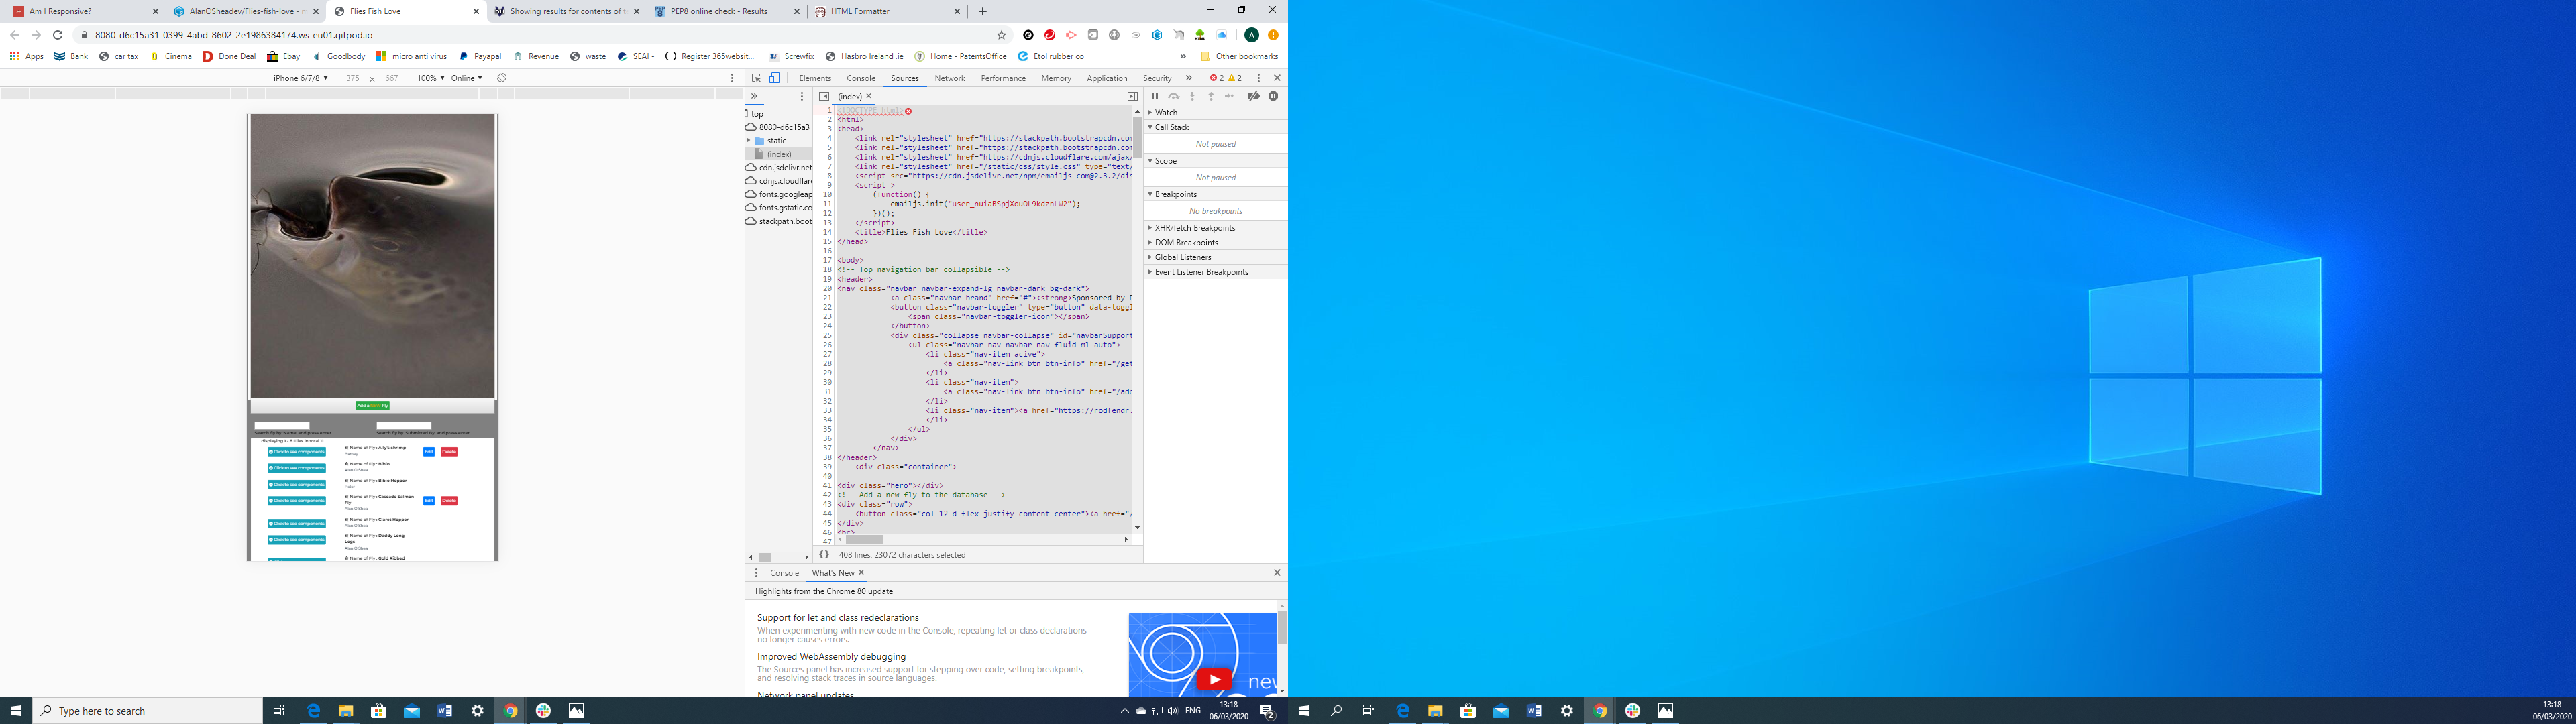 Am I Responsive?
AlanOSheadev/Flies-fish-love - m
Flies Fish Love
Showing results for contents of t
PEP8 online check - Results
HTML Formatter
8080-d6c15a31-0399-4abd-8602-2e1986384174.ws-eu01.gitpod.io
Apps Bank car tax Cinema Done Deal Ebay Goodbody micro anti virus Payapal Revenue waste SEAI - Register 365websit... Screwfix Hasbro Ireland .ie Home - PatentsOffice Etol rubber co » Other bookmarks
iPhone 6/7/8 ▼ 375 x 667 100% ▼ Online ▼
Elements Console Sources Network Performance Memory Application Security » 2 2
(index)
top
8080-d6c15a31
static
(index)
cdn.jsdelivr.net
cdnjs.cloudflare
fonts.googleap
fonts.gstatic.co
stackpath.boot
1 <!DOCTYPE html>
2 <html>
3 <head>
4 <link rel="stylesheet" href="https://stackpath.bootstrapcdn.com
5 <link rel="stylesheet" href="https://stackpath.bootstrapcdn.com
6 <link rel="stylesheet" href="https://cdnjs.cloudflare.com/ajax/
7 <link rel="stylesheet" href="/static/css/style.css" type="text/
8 <script src="https://cdn.jsdelivr.net/npm/emailjs-com@2.3.2/dis
9 <script >
10 (function() {
11 emailjs.init("user_nuiaBSpjXouOL9kdznLW2");
12 })();
13 </script>
14 <title>Flies Fish Love</title>
15 </head>
16
17 <body>
18 <!-- Top navigation bar collapsible -->
19 <header>
20 <nav class="navbar navbar-expand-lg navbar-dark bg-dark">
21 <a class="navbar-brand" href="#"><strong>Sponsored by F
22 <button class="navbar-toggler" type="button" data-toggl
23 <span class="navbar-toggler-icon"></span>
24 </button>
25 <div class="collapse navbar-collapse" id="navbarSupport
26 <ul class="navbar-nav navbar-nav-fluid ml-auto">
27 <li class="nav-item acive">
28 <a class="nav-link btn btn-info" href="/get
29 </li>
30 <li class="nav-item">
31 <a class="nav-link btn btn-info" href="/add
32 </li>
33 <li class="nav-item"><a href="https://rodfendr.
34 </li>
35 </ul>
36 </div>
37 </nav>
38 </header>
39 <div class="container">
40
41 <div class="hero"></div>
42 <!-- Add a new fly to the database -->
43 <div class="row">
44 <button class="col-12 d-flex justify-content-center"><a href="/
45 </div>
46 <br>
47
408 lines, 23072 characters selected
Watch
Call Stack
Not paused
Scope
Not paused
Breakpoints
No breakpoints
XHR/fetch Breakpoints
DOM Breakpoints
Global Listeners
Event Listener Breakpoints
Add a Fly
Search fly by 'Name' and press enter.
Search fly by 'Submitted By' and press enter.
displaying 1 - 8 Flies in total 11
Click to see components Name of Fly : Ally's shrimp Edit Delete
Click to see components Name of Fly : Bibio
Alan O'Shea
Click to see components Name of Fly : Bibio Hopper
Peter
Click to see components Name of Fly : Cascade Salmon Fly Edit Delete
Alan O'Shea
Click to see components Name of Fly : Claret Hopper
Alan O'Shea
Click to see components Name of Fly : Daddy Long Legs
Alan O'Shea
Name of Fly : Gold Ribbed
Console What's New
Highlights from the Chrome 80 update
Support for let and class redeclarations
When experimenting with new code in the Console, repeating let or class declarations
no longer causes errors.
Improved WebAssembly debugging
The Sources panel has increased support for stepping over code, setting breakpoints,
and resolving stack traces in source languages.
Network panel updates
new
Type here to search
ENG
13:18
06/03/2020
2
13:18
06/03/2020